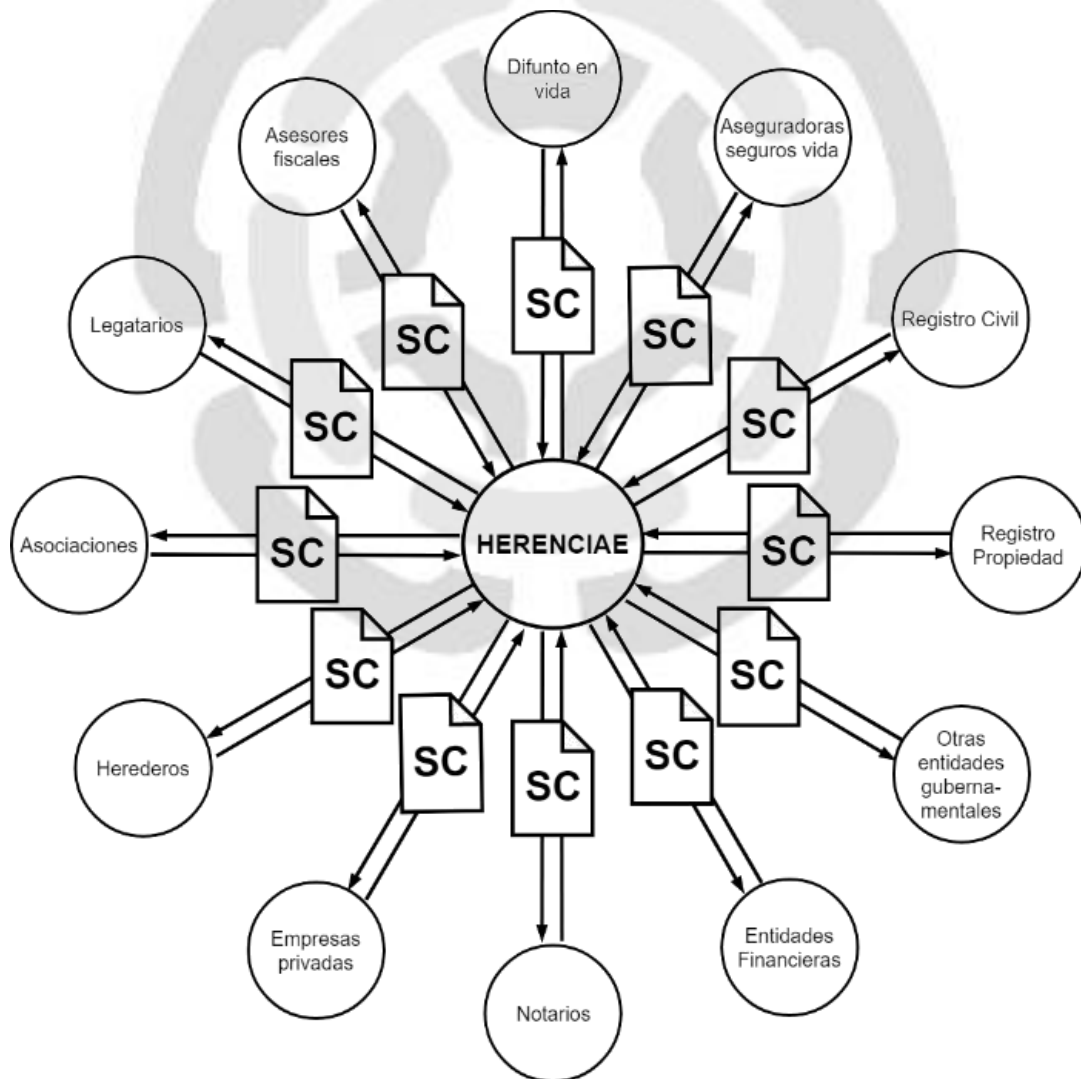 Difunto en
vida
Asesores
fiscales
Aseguradoras
seguros vida
SC
SC
SC
Legatarios
Registro Civil
SC
SC
Asociaciones
SC
HERENCIAE
SC
Registro
Propiedad
SC
SC
Herederos
SC
SC
SC
Otras
entidades
guberna-
mentales
Empresas
privadas
Notarios
Entidades
Financieras